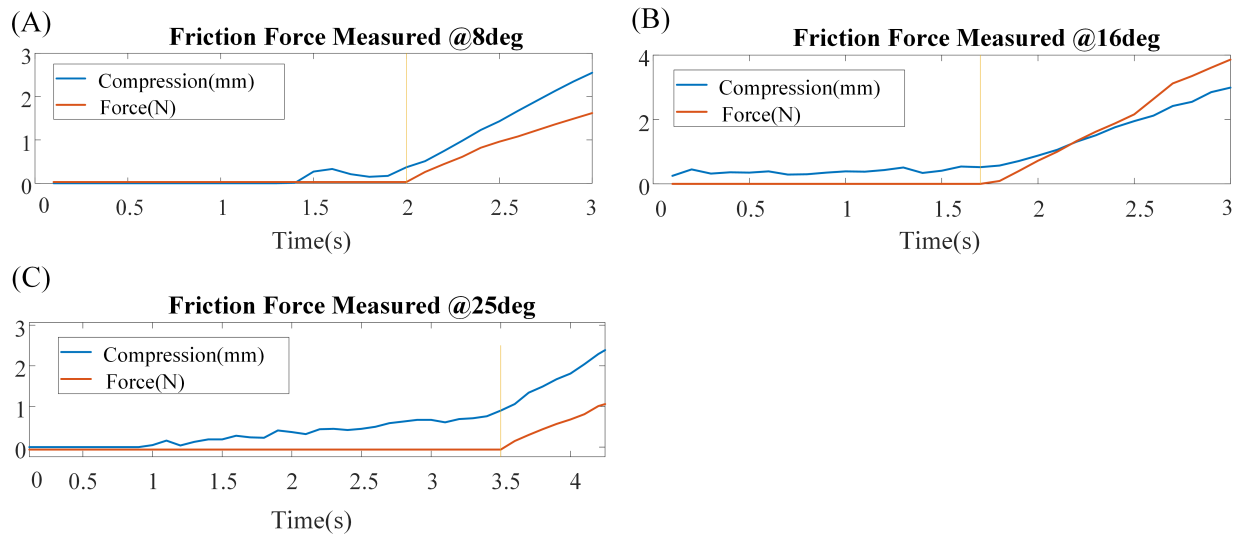 (A)
Friction Force Measured @8deg
3
2
1
0
Compression(mm)
Force(N)
0 0.5 1 1.5 2 2.5 3
Time(s)
(B)
Friction Force Measured @16deg
4
2
0
Compression(mm)
Force(N)
0 0.5 1 1.5 2 2.5 3
Time(s)
(C)
Friction Force Measured @25deg
3
2
1
0
Compression(mm)
Force(N)
0 0.5 1 1.5 2 2.5 3 3.5 4
Time(s)